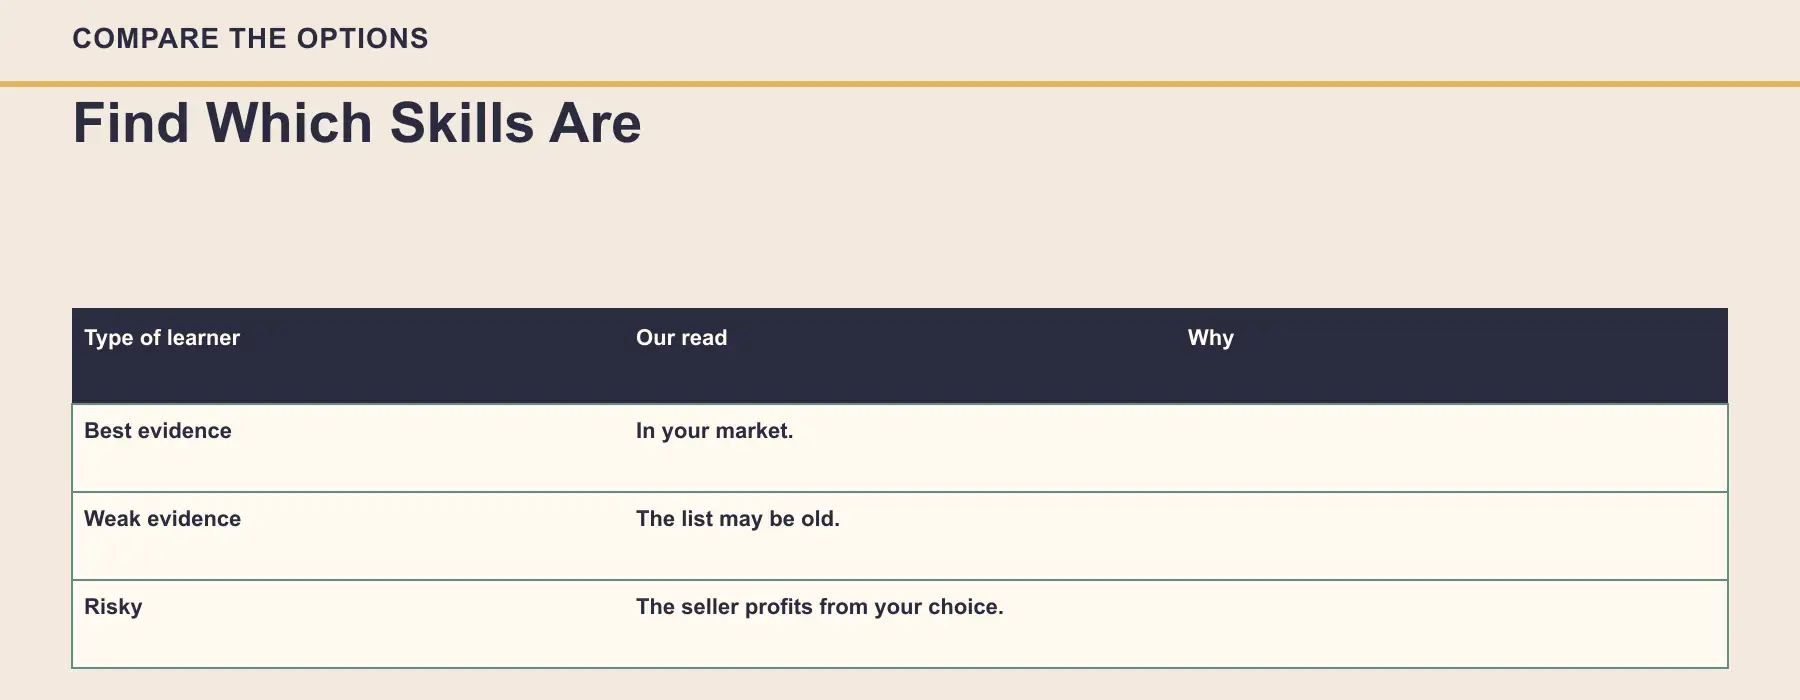 COMPARE THE OPTIONS
Find Which Skills Are
Type of learner Our read Why
Best evidence In your market.
Weak evidence The list may be old.
Risky The seller profits from your choice.